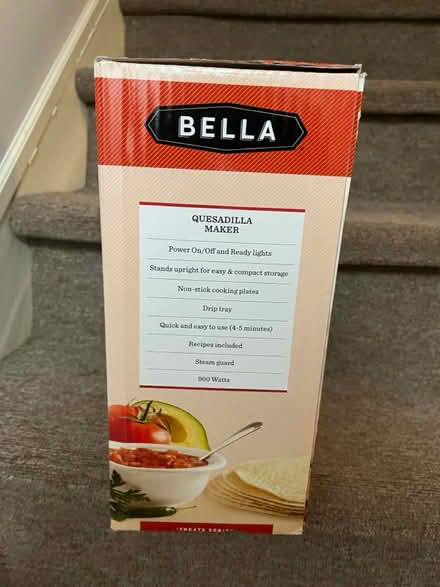 BELLA
QUESADILLA
MAKER
Power On/Off and Ready lights
Stands upright for easy & compact storage
Non-stick cooking plates
Drip tray
Quick and easy to use (4-5 minutes)
Recipes included
Steam guard
900 Watts